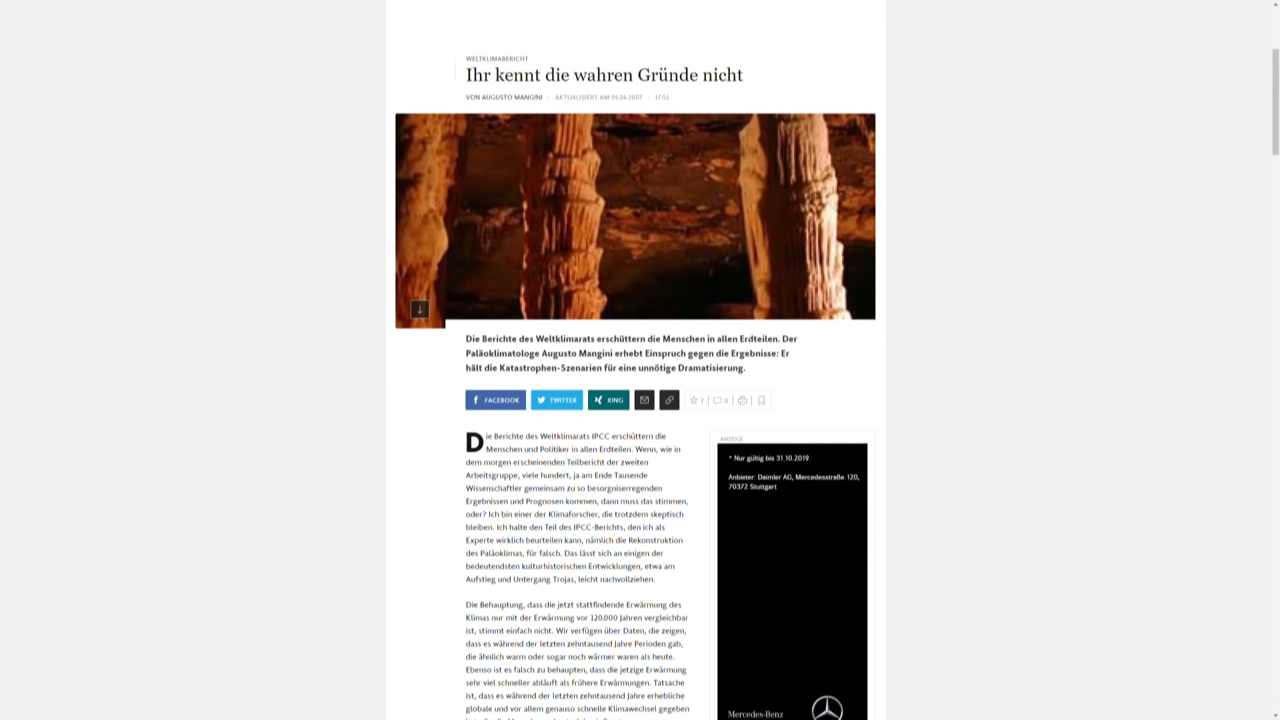 WELTKLIMABERICHT
Ihr kennt die wahren Gründe nicht
VON AUGUSTO MANGINI - AKTUALISIERT AM 05.04.2007 - 17:51
Die Berichte des Weltklimarats erschüttern die Menschen in allen Erdteilen. Der
Paläoklimatologe Augusto Mangini erhebt Einspruch gegen die Ergebnisse: Er
hält die Katastrophen-Szenarien für eine unnötige Dramatisierung.
FACEBOOK TWITTER XING 7 0
Die Berichte des Weltklimarats IPCC erschüttern die
Menschen und Politiker in allen Erdteilen. Wenn, wie in
dem morgen erscheinenden Teilbericht der zweiten
Arbeitsgruppe, viele hundert, ja am Ende Tausende
Wissenschaftler gemeinsam zu so besorgniserregenden
Ergebnissen und Prognosen kommen, dann muss das stimmen,
oder? Ich bin einer der Klimaforscher, die trotzdem skeptisch
bleiben. Ich halte den Teil des IPCC-Berichts, den ich als
Experte wirklich beurteilen kann, nämlich die Rekonstruktion
des Paläoklimas, für falsch. Das lässt sich an einigen der
bedeutendsten kulturhistorischen Entwicklungen, etwa am
Aufstieg und Untergang Trojas, leicht nachvollziehen.
Die Behauptung, dass die jetzt stattfindende Erwärmung des
Klimas nur mit der Erwärmung vor 120.000 Jahren vergleichbar
ist, stimmt einfach nicht. Wir verfügen über Daten, die zeigen,
dass es während der letzten zehntausend Jahre Perioden gab,
die ähnlich warm oder sogar noch wärmer waren als heute.
Ebenso ist es falsch zu behaupten, dass die jetzige Erwärmung
sehr viel schneller abläuft als frühere Erwärmungen. Tatsache
ist, dass es während der letzten zehntausend Jahre erhebliche
globale und vor allem genauso schnelle Klimawechsel gegeben
ANZEIGE
* Nur gültig bis 31.10.2019.
Anbieter: Daimler AG, Mercedesstraße 120,
70372 Stuttgart
Mercedes-Benz